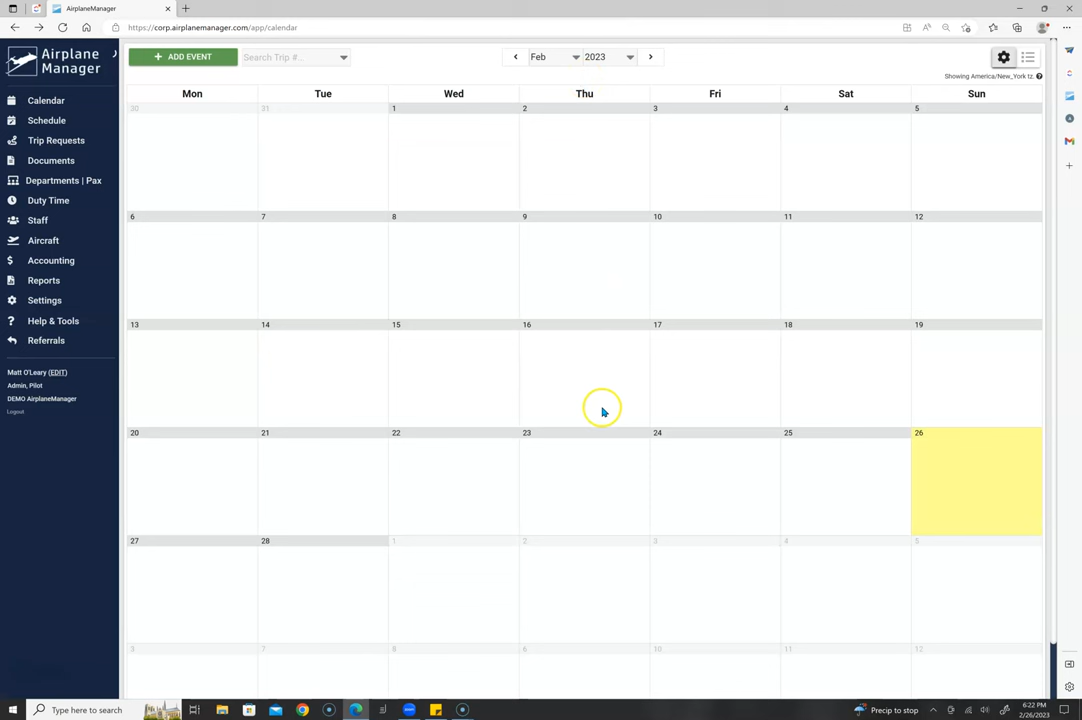 AirplaneManager
https://corp.airplanemanager.com/app/calendar
Airplane
Manager
Calendar
Schedule
Trip Requests
Documents
Departments | Pax
Duty Time
Staff
Aircraft
Accounting
Reports
Settings
Help & Tools
Referrals
Matt O'Leary (EDIT)
Admin, Pilot
DEMO AirplaneManager
Logout
+ ADD EVENT
Search Trip #...
Feb
2023
Showing America/New_York tz.
Mon Tue Wed Thu Fri Sat Sun
30 31 1 2 3 4 5
6 7 8 9 10 11 12
13 14 15 16 17 18 19
20 21 22 23 24 25 26
27 28 1 2 3 4 5
3 7 8 6 10 11 12
Type here to search
Precip to stop
6:22 PM
2/26/2023